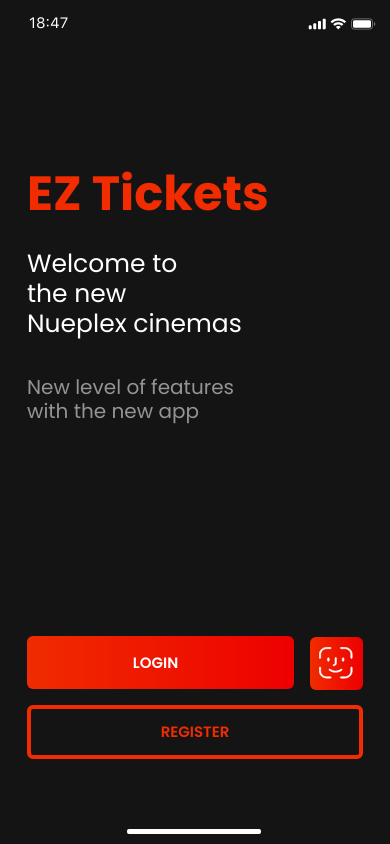 18:47
EZ Tickets
Welcome to
the new
Nueplex cinemas
New level of features
with the new app
LOGIN
REGISTER